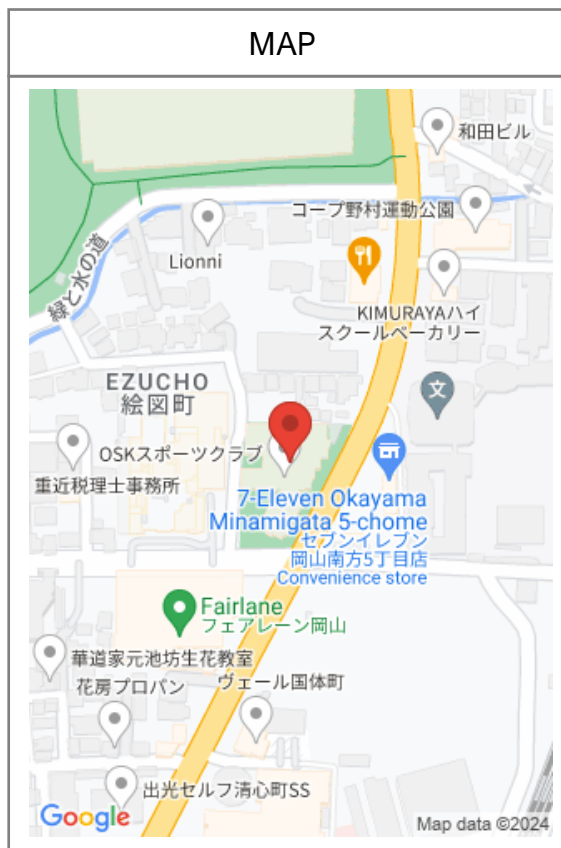 MAP
和田ビル
コープ野村運動公園
Lionni
緑と水の道
KIMURAYAハイ
スクールベーカリー
EZUCHO
絵図町
文
OSKスポーツクラブ
重近税理士事務所
7-Eleven Okayama
Minamigata 5-chome
セブンイレブン
岡山南方5丁目店
Convenience store
Fairlane
フェアレーン岡山
華道家元池坊生花教室
花房プロパン
ヴェール国体町
出光セルフ清心町SS
Google
Map data ©2024